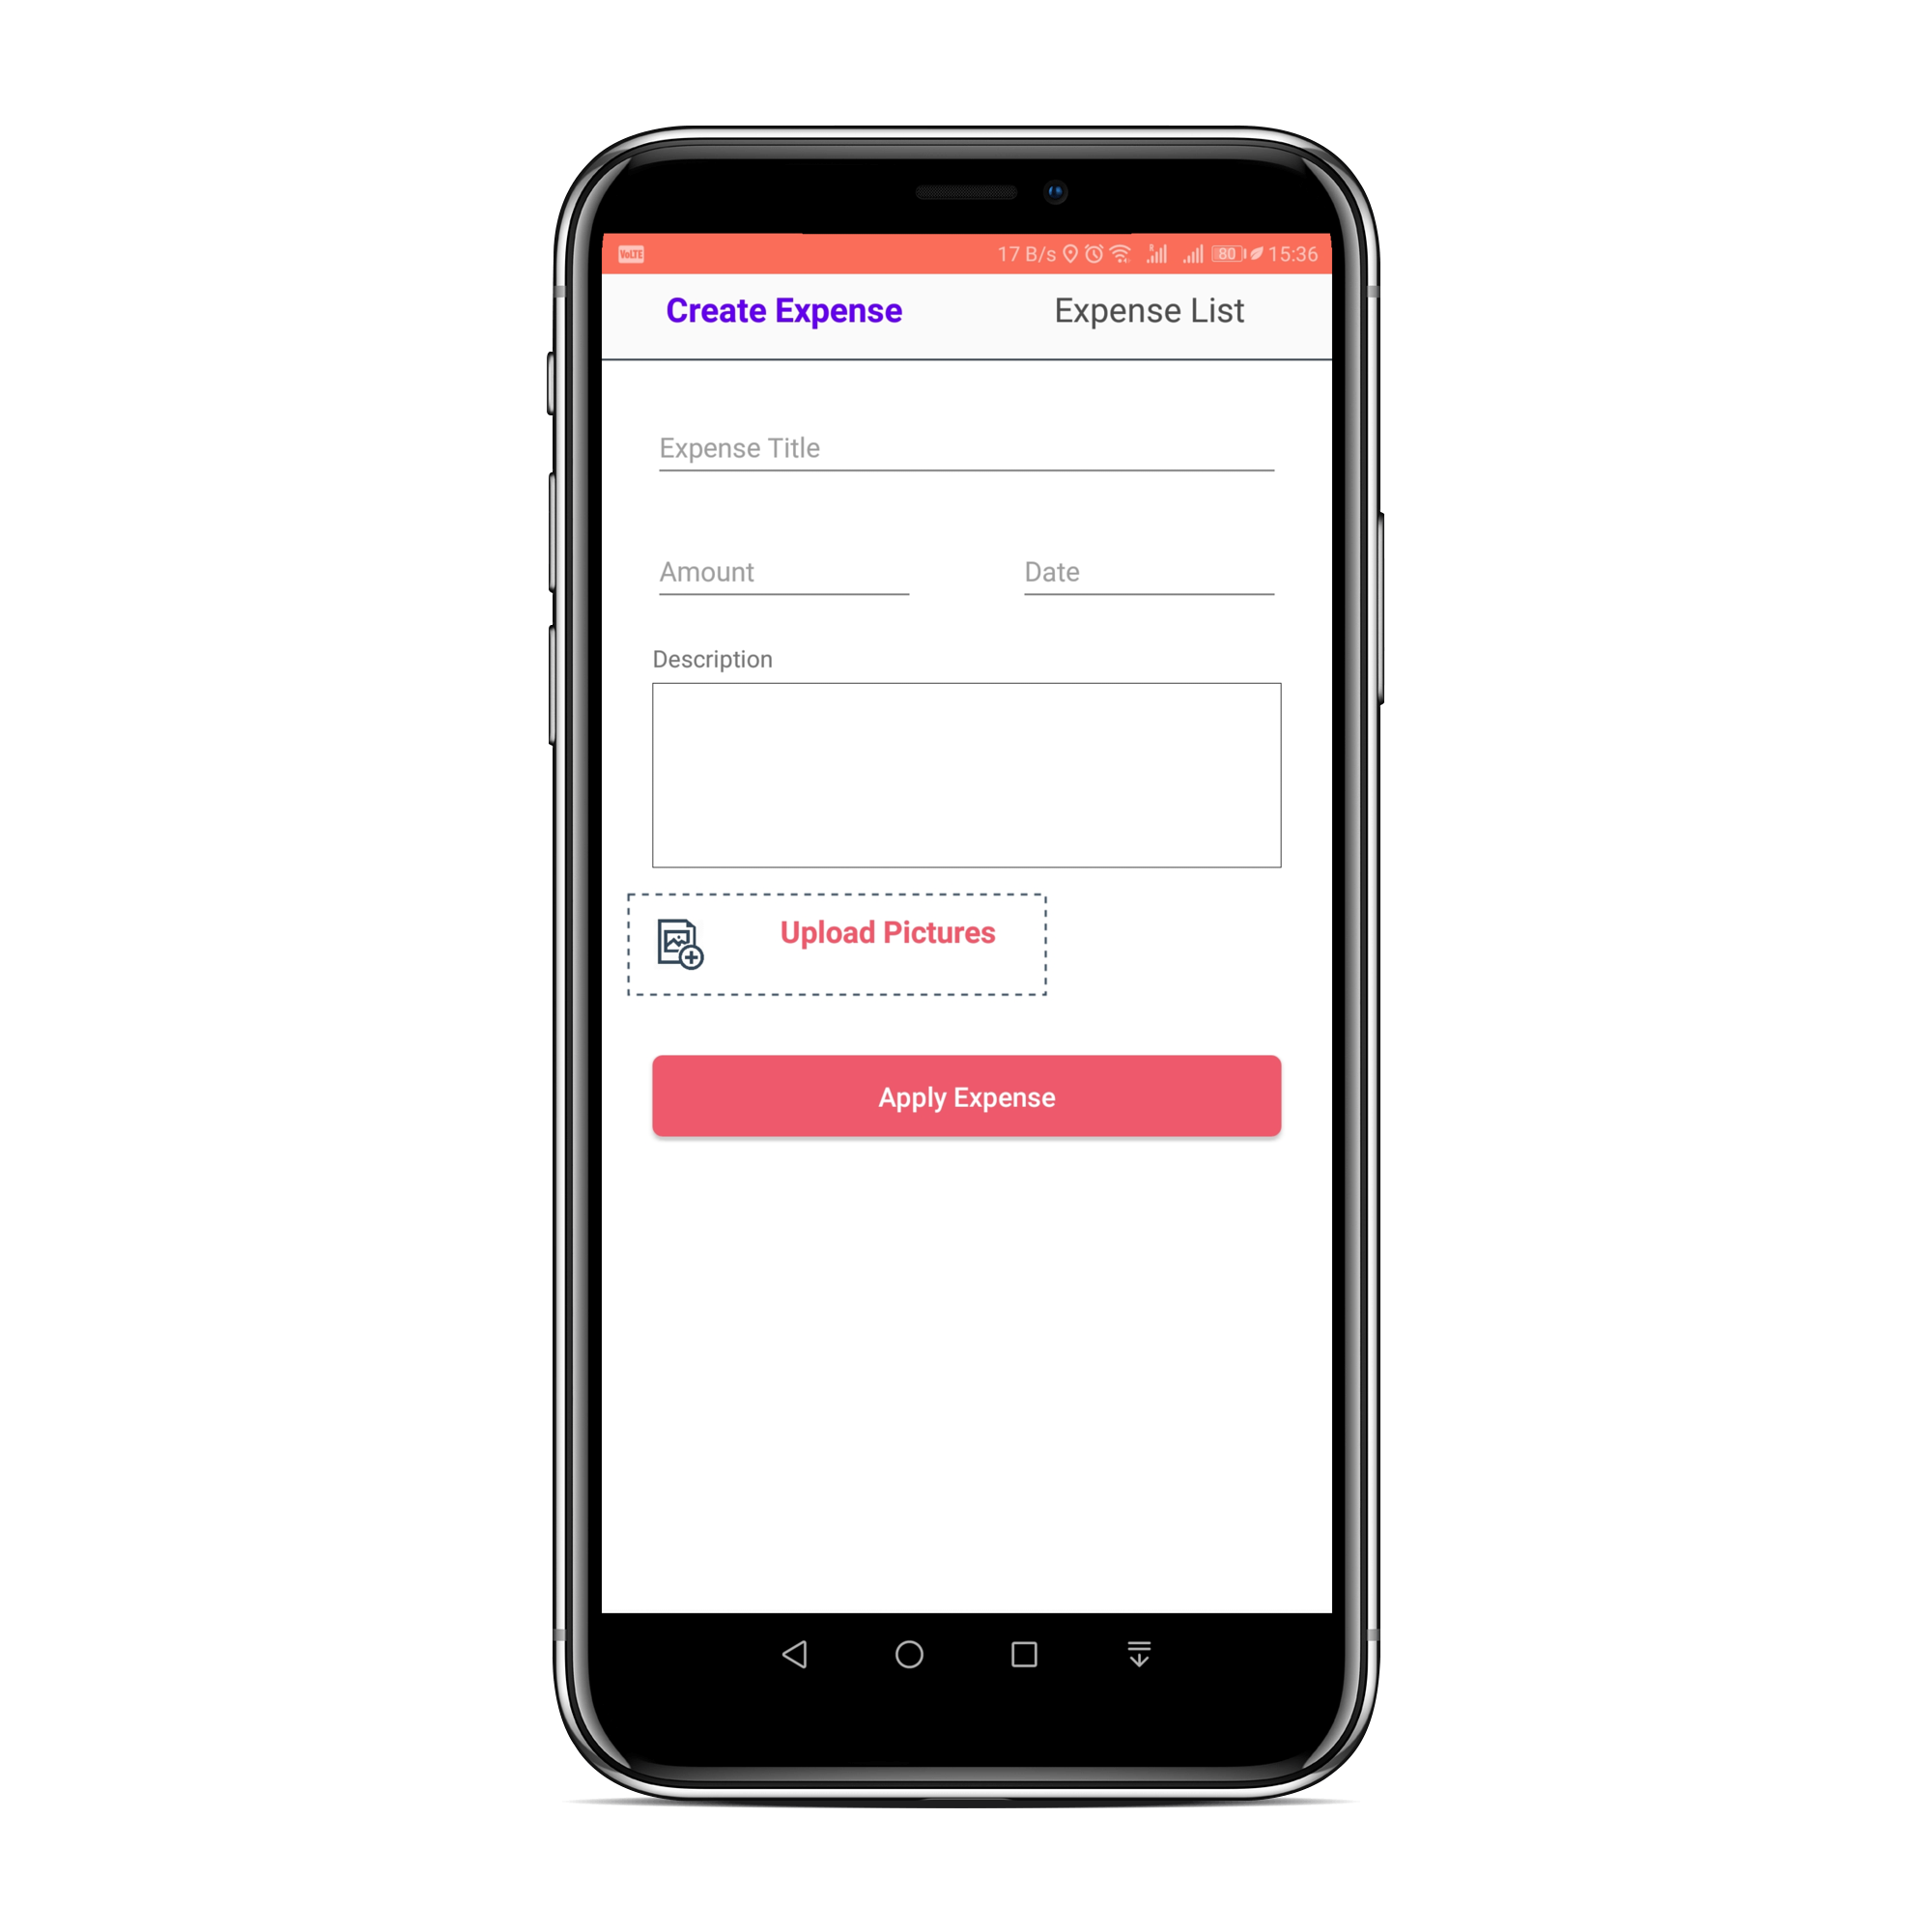 VoLTE 17 B/s R 80 15:36
Create Expense Expense List
Expense Title
Amount Date
Description
Upload Pictures
Apply Expense